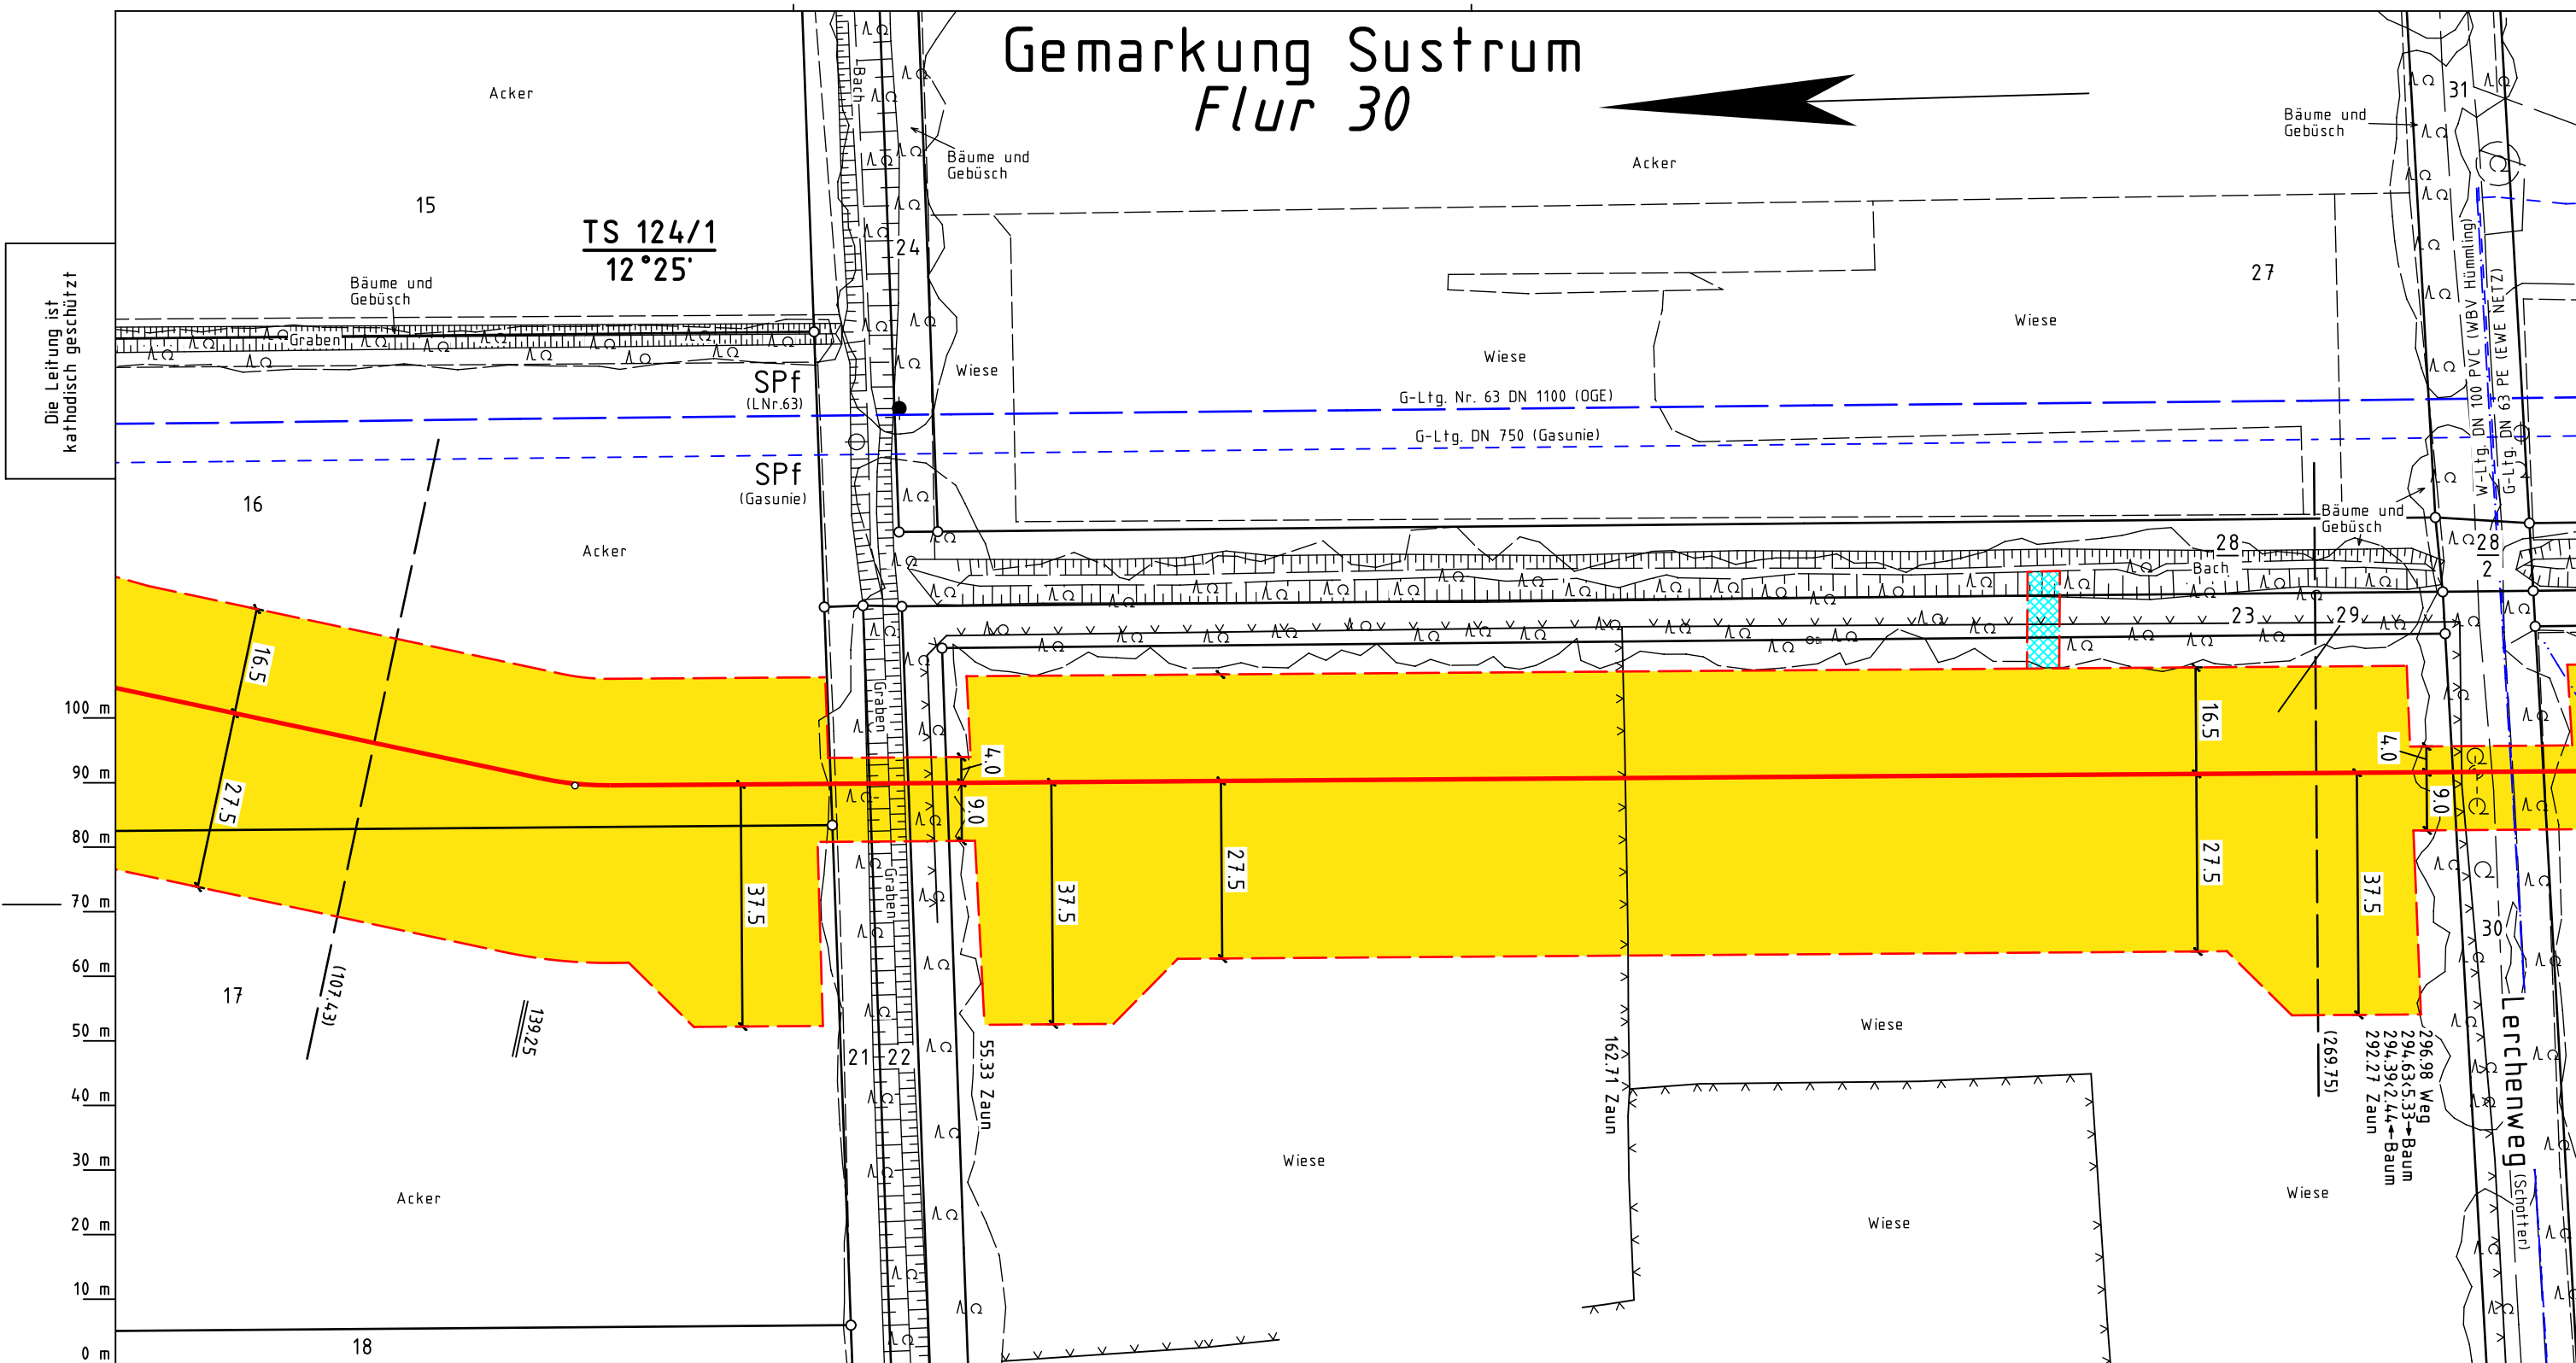 Gemarkung Sustrum
Flur 30
Acker
Bach
Bäume und
Gebüsch
Acker
Bäume und
Gebüsch
31
15
TS 124/1
12°25'
24
27
Die Leitung ist
kathodisch geschützt
Bäume und
Gebüsch
Graben
Wiese
Wiese
Wiese
W-Ltg. DN 100 PVC (WBV Hümmling)
G-Ltg. DN 63 PE (EWE NETZ)
SPf
(LNr.63)
G-Ltg. Nr. 63 DN 1100 (OGE)
G-Ltg. DN 750 (Gasunie)
SPf
(Gasunie)
16
Acker
Bäume und
Gebüsch
28
Bach
28
2
23
29
16.5
27.5
Graben
4.0
9.0
16.5
4.0
9.0
37.5
Graben
37.5
27.5
27.5
37.5
30
100 m
90 m
80 m
70 m
60 m
50 m
40 m
30 m
20 m
10 m
0 m
17
(107.43)
139.25
21
22
55.33 Zaun
162.71 Zaun
Wiese
(269.75)
296.98 Weg
294.63<5.33→Baum
294.39<2.44←Baum
292.27 Zaun
Lerchenweg
(Schotter)
Acker
Wiese
Wiese
Wiese
18